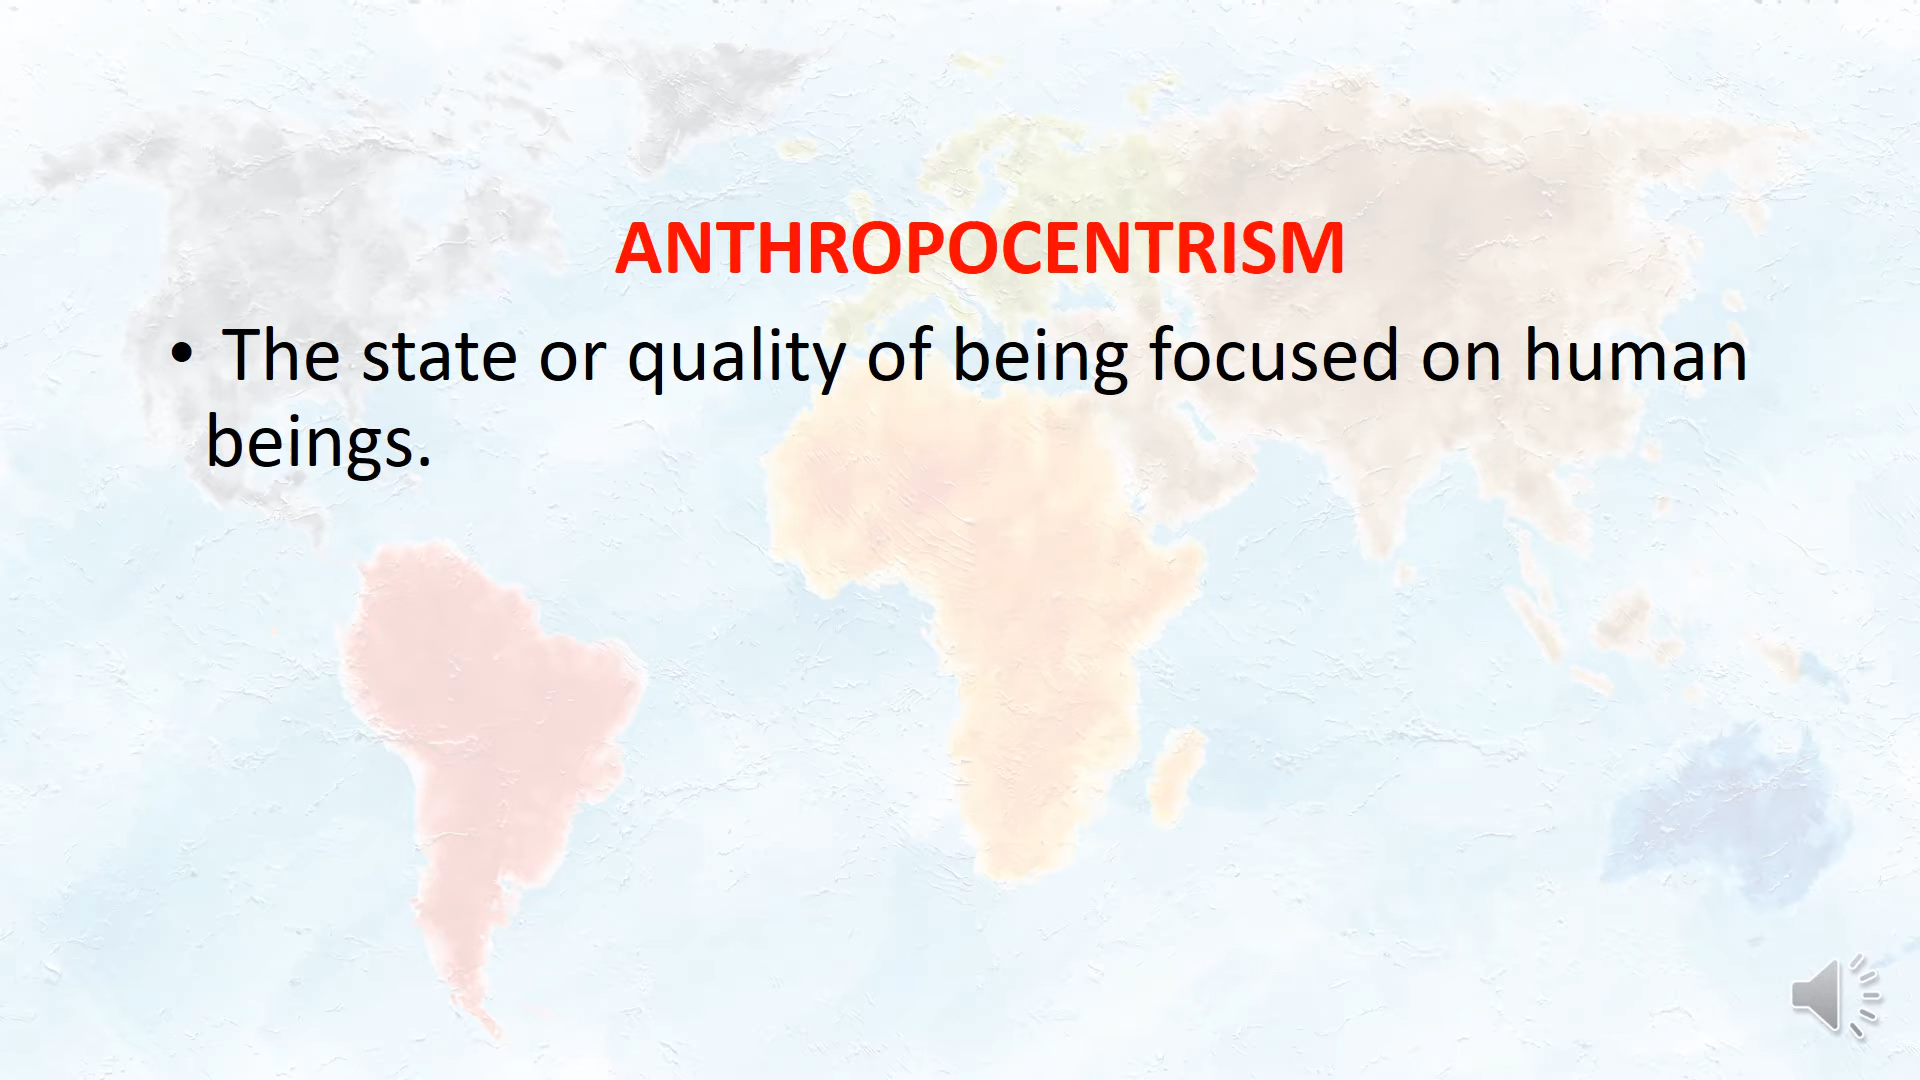 ANTHROPOCENTRISM
• The state or quality of being focused on human
beings.